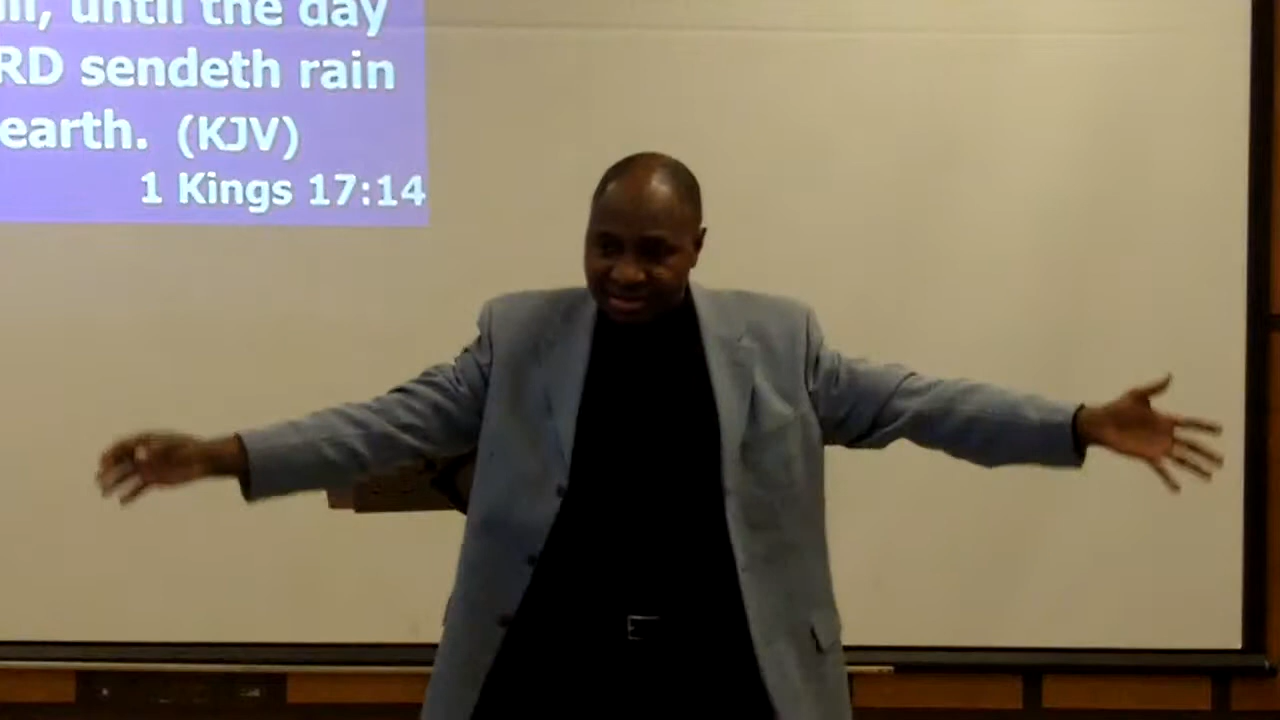 until the day
RD sendeth rain
earth. (KJV)
1 Kings 17:14